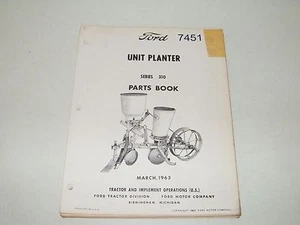 Ford 7451
UNIT PLANTER
SERIES 310
PARTS BOOK
MARCH, 1963
TRACTOR AND IMPLEMENT OPERATIONS (U.S.)
FORD TRACTOR DIVISION FORD MOTOR COMPANY
BIRMINGHAM, MICHIGAN